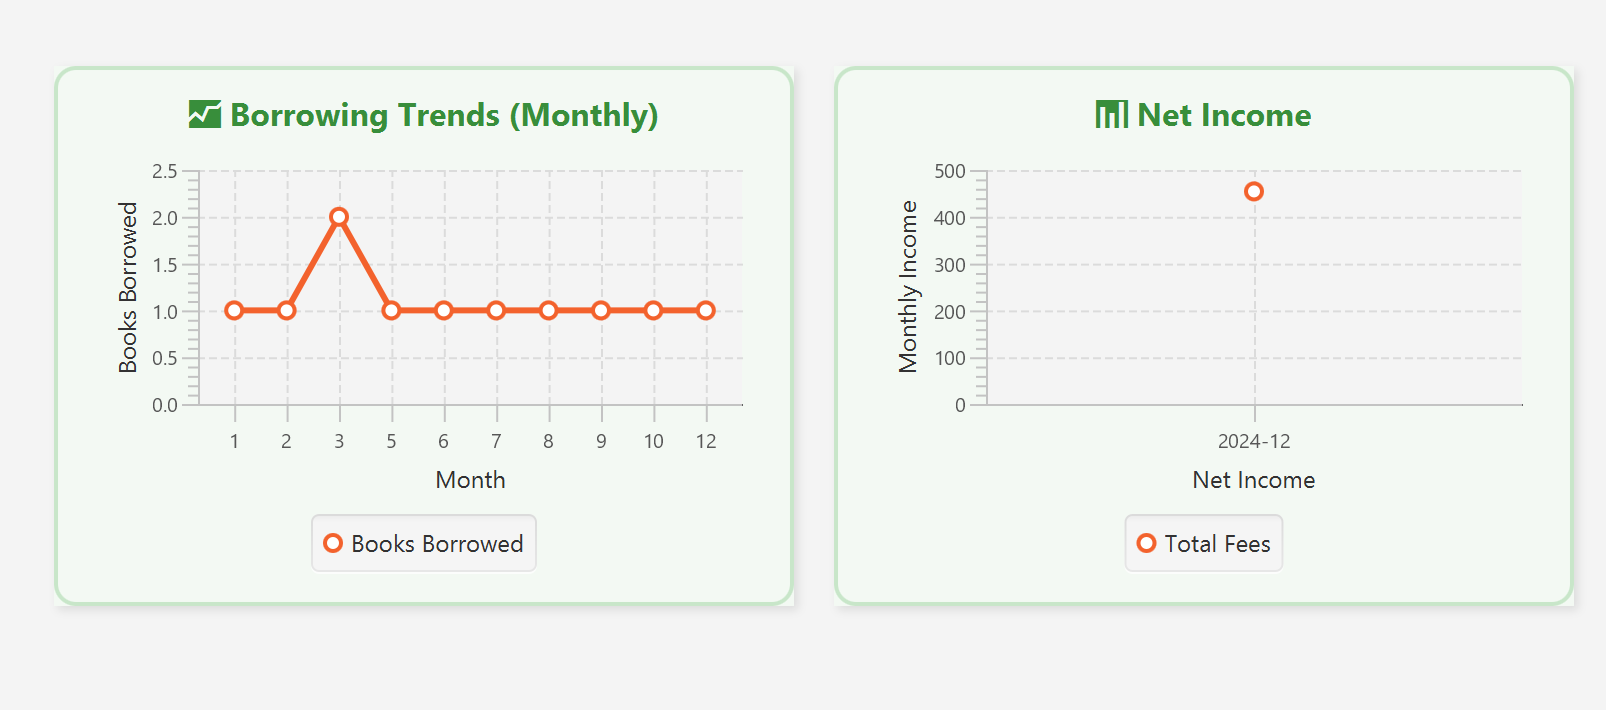 Borrowing Trends (Monthly)
Books Borrowed
2.5
2.0
1.5
1.0
0.5
0.0
1 2 3 5 6 7 8 9 10 12
Month
Books Borrowed
Net Income
Monthly Income
500
400
300
200
100
0
2024-12
Net Income
Total Fees